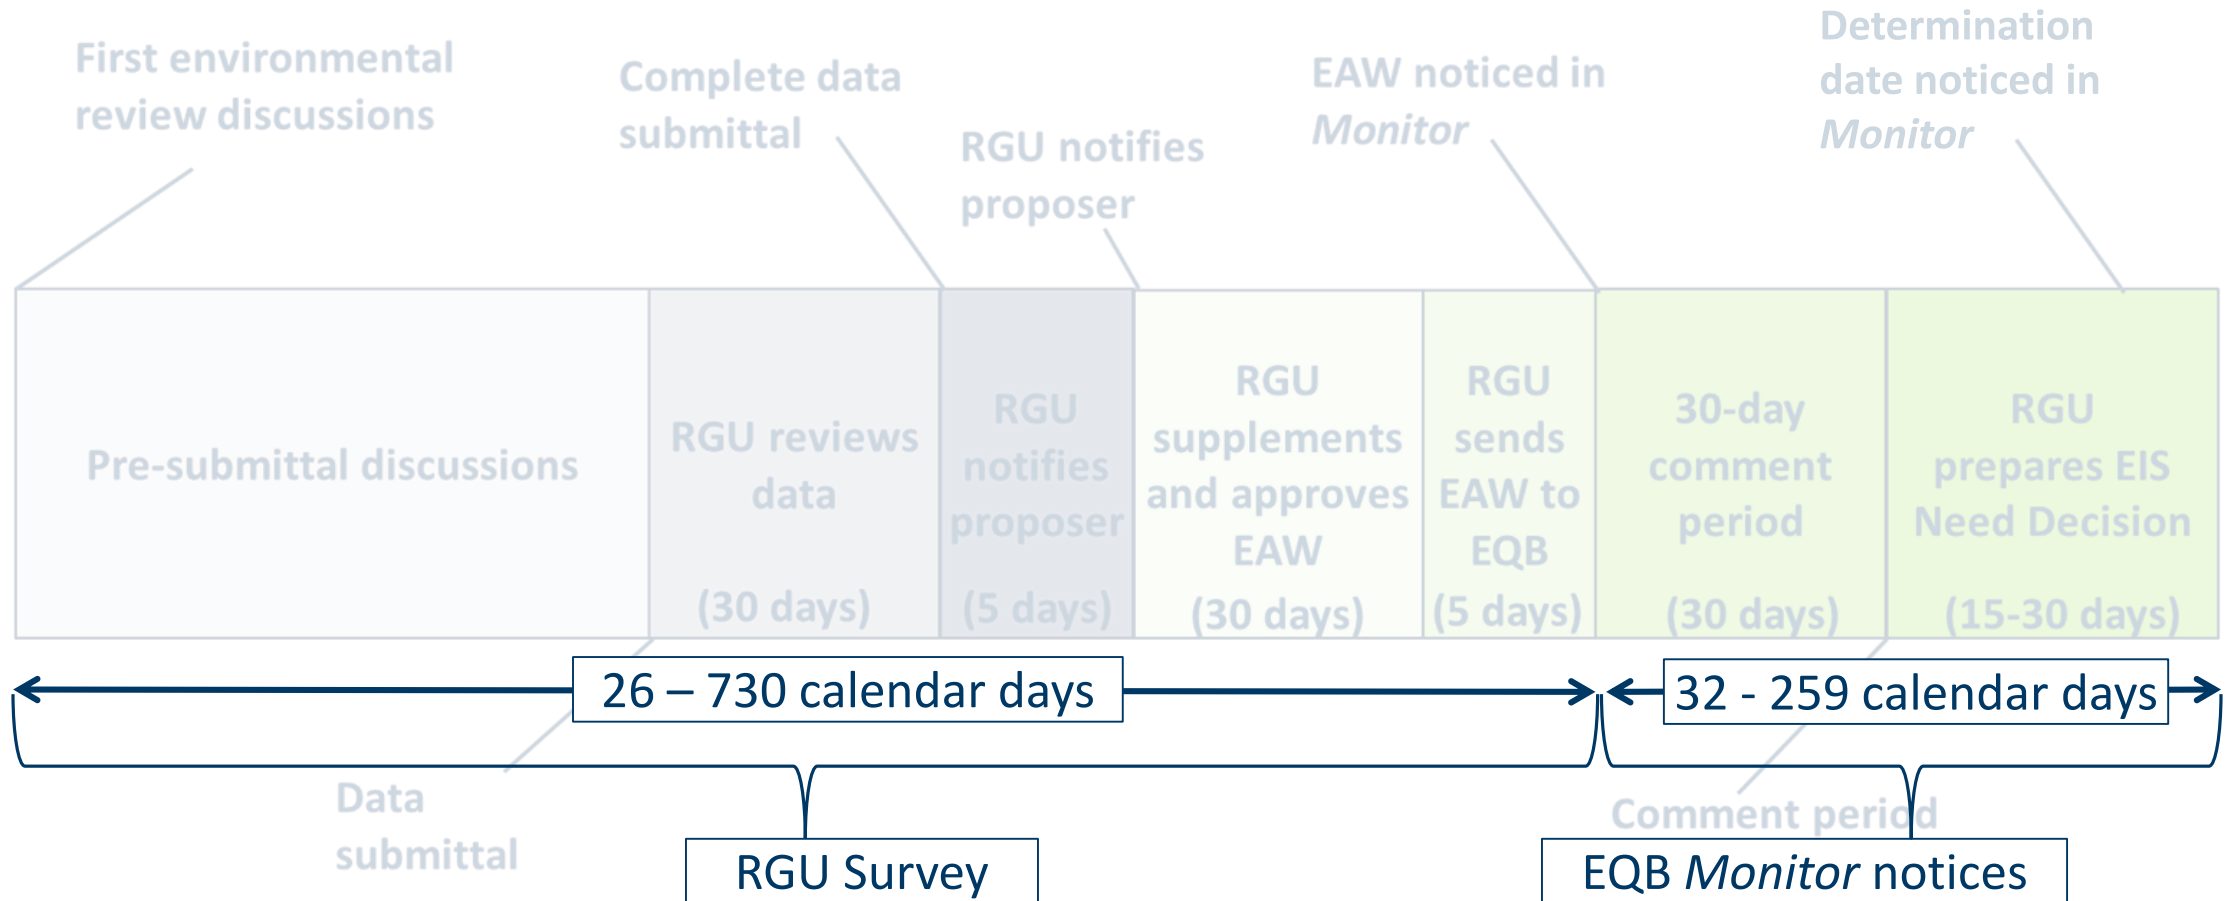 First environmental
review discussions
Complete data
submittal
RGU notifies
proposer
EAW noticed in
Monitor
Determination
date noticed in
Monitor
Pre-submittal discussions
RGU reviews
data
(30 days)
RGU
notifies
proposer
(5 days)
RGU
supplements
and approves
EAW
(30 days)
RGU
sends
EAW to
EQB
(5 days)
30-day
comment
period
(30 days)
RGU
prepares EIS
Need Decision
(15-30 days)
26 – 730 calendar days
32 - 259 calendar days
Data
submittal
Comment period
RGU Survey
EQB Monitor notices